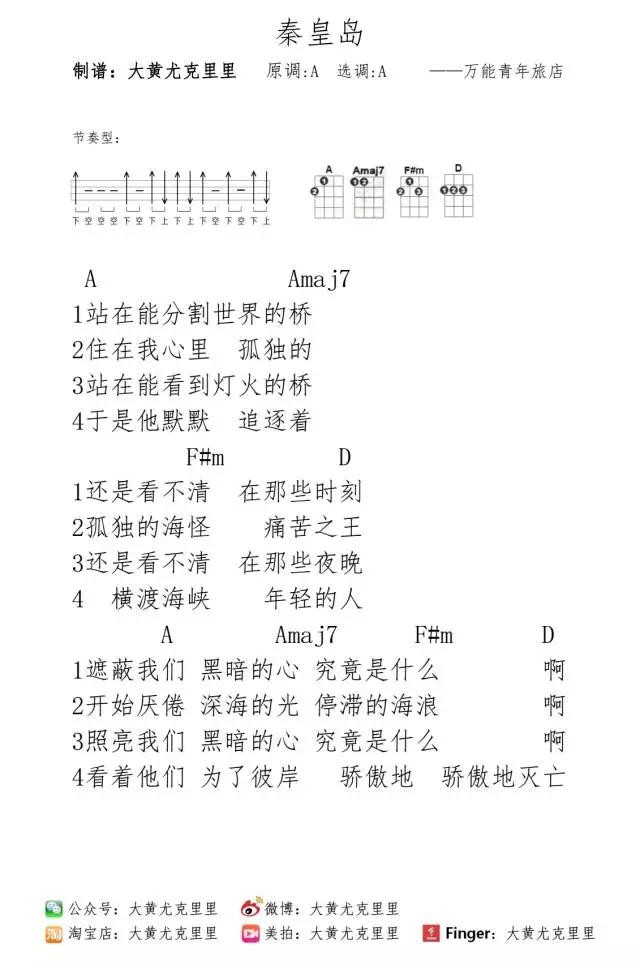 秦皇岛
制谱：大黄尤克里里 原调:A 选调:A ——万能青年旅店
节奏型:
A Amaj7 F#m D
下 空 空 空 下 空 下 上 下 上 下 空 下 空 下 上
A Amaj7
1站在能分割世界的桥
2住在我心里 孤独的
3站在能看到灯火的桥
4于是他默默 追逐着
F#m D
1还是看不清 在那些时刻
2孤独的海怪 痛苦之王
3还是看不清 在那些夜晚
4 横渡海峡 年轻的人
A Amaj7 F#m D
1遮蔽我们 黑暗的心 究竟是什么 啊
2开始厌倦 深海的光 停滞的海浪 啊
3照亮我们 黑暗的心 究竟是什么 啊
4看着他们 为了彼岸 骄傲地 骄傲地灭亡
公众号：大黄尤克里里 微博：大黄尤克里里
淘宝店：大黄尤克里里 美拍：大黄尤克里里 Finger：大黄尤克里里